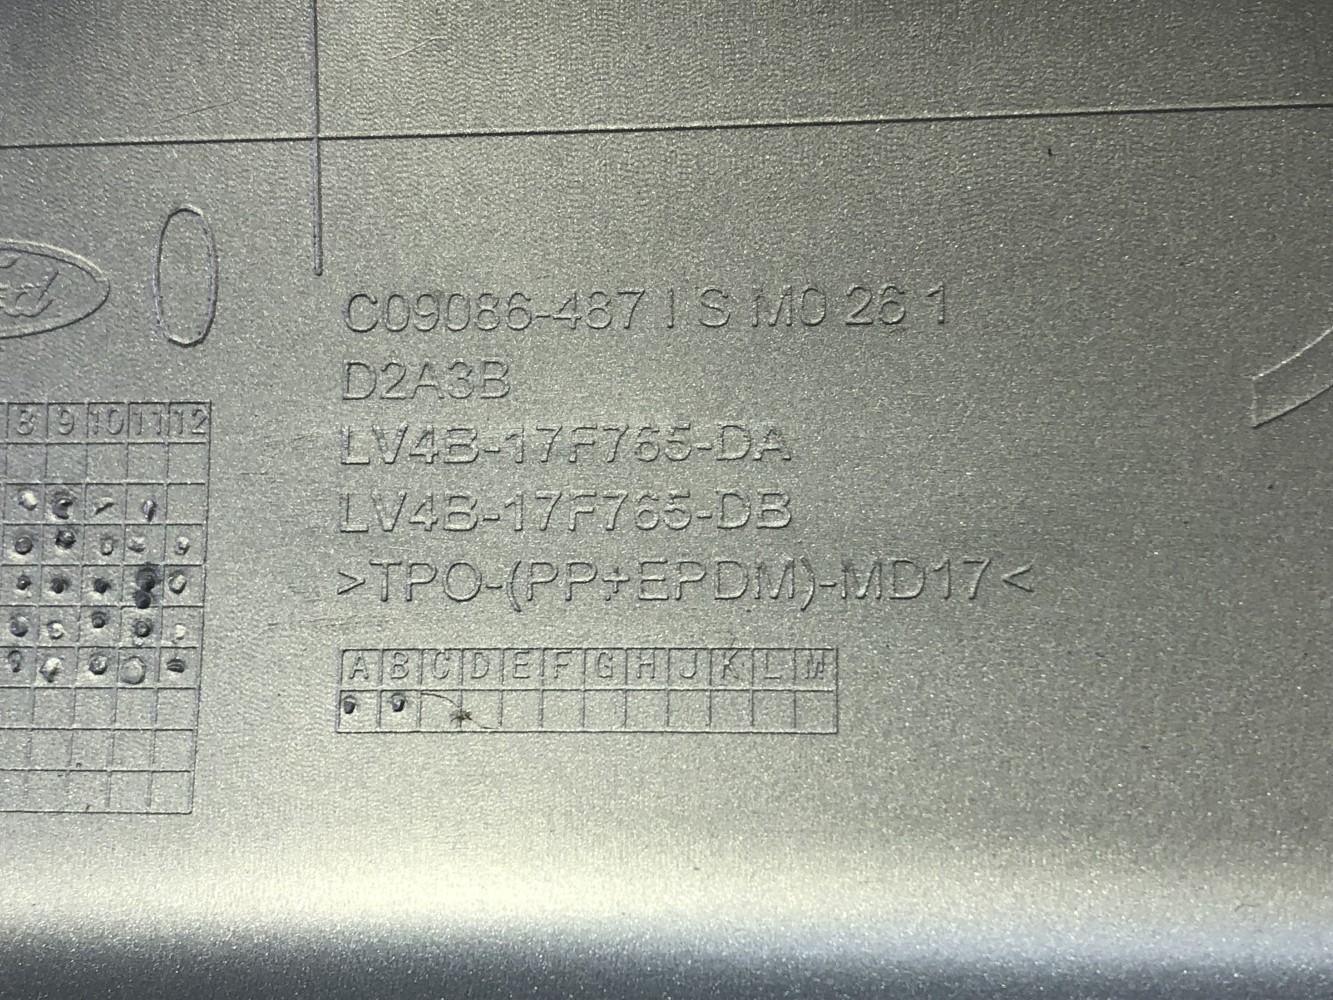 C09086-487 I S M0 26 1
D2A3B
8 9 10 11 12
LV4B-17F765-DA
LV4B-17F765-DB
>TPO-(PP+EPDM)-MD17<
A B C D E F G H J K L M